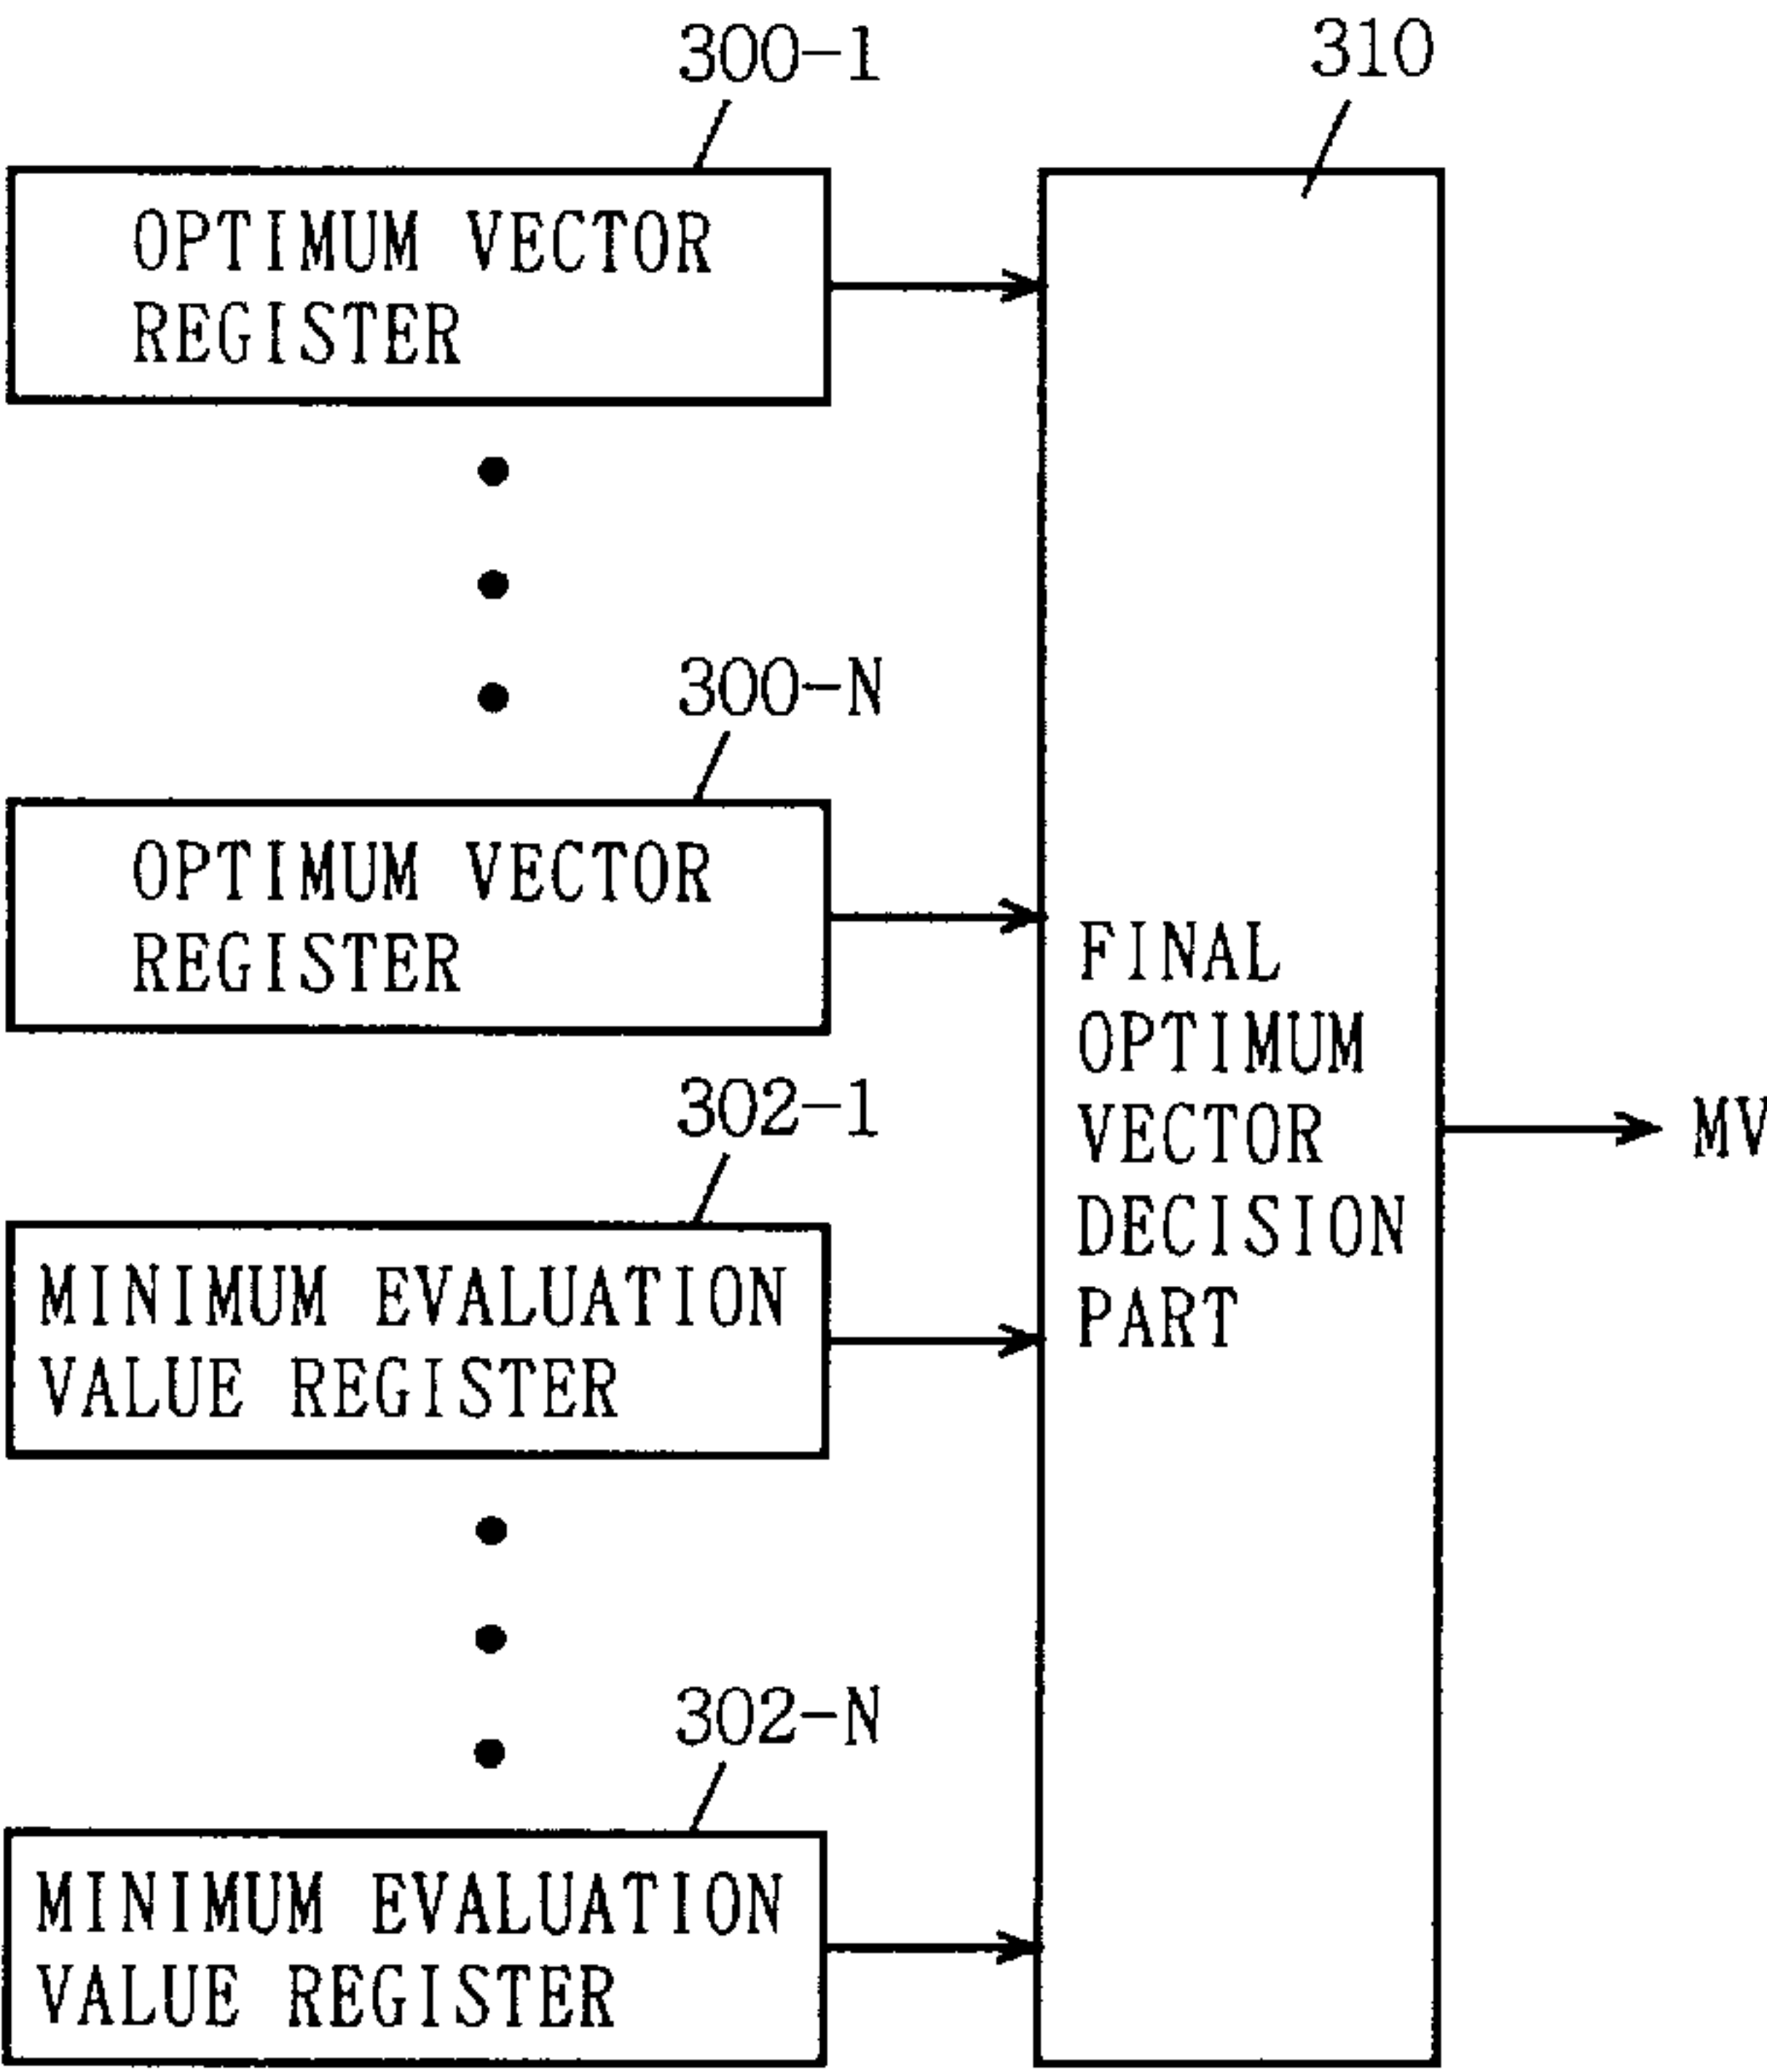 300-1
310
OPTIMUM VECTOR
REGISTER
300-N
OPTIMUM VECTOR
REGISTER
FINAL
OPTIMUM
VECTOR
DECISION
PART
MV
302-1
MINIMUM EVALUATION
VALUE REGISTER
302-N
MINIMUM EVALUATION
VALUE REGISTER